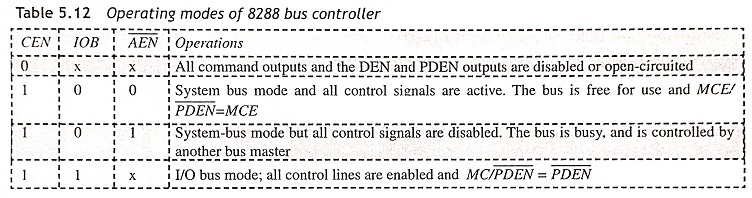 Table 5.12 Operating modes of 8288 bus controller
CEN IOB AEN Operations
0 x x All command outputs and the DEN and PDEN outputs are disabled or open-circuited
1 0 0 System bus mode and all control signals are active. The bus is free for use and MCE/
PDEN=MCE
1 0 1 System-bus mode but all control signals are disabled. The bus is busy, and is controlled by
another bus master
1 1 x I/O bus mode; all control lines are enabled and MC/PDEN = PDEN